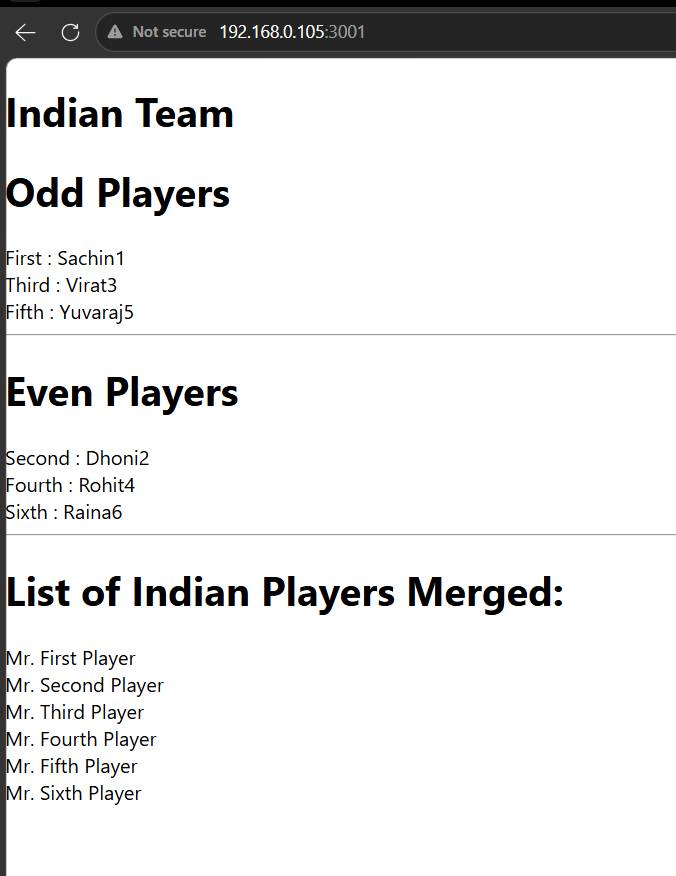 Not secure 192.168.0.105:3001
Indian Team
Odd Players
First : Sachin1
Third : Virat3
Fifth : Yuvaraj5
Even Players
Second : Dhoni2
Fourth : Rohit4
Sixth : Raina6
List of Indian Players Merged:
Mr. First Player
Mr. Second Player
Mr. Third Player
Mr. Fourth Player
Mr. Fifth Player
Mr. Sixth Player